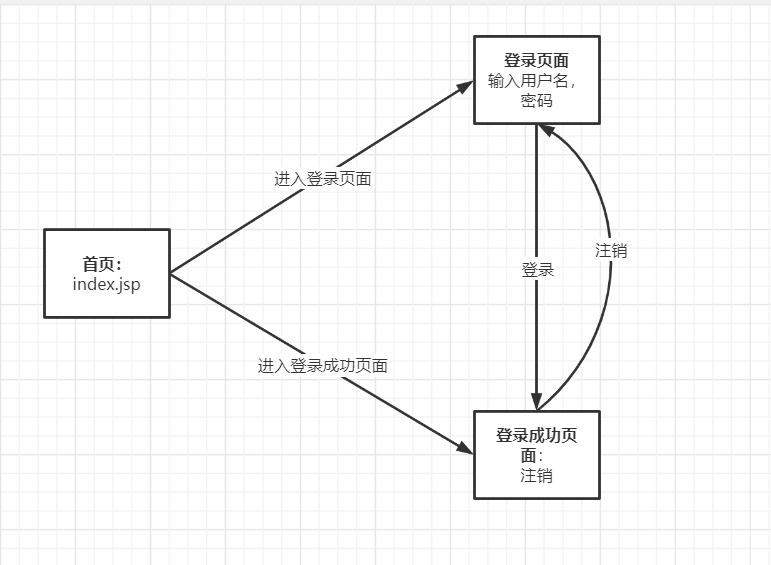 登录页面
输入用户名，
密码
进入登录页面
首页：
index.jsp
登录
注销
进入登录成功页面
登录成功页
面：
注销